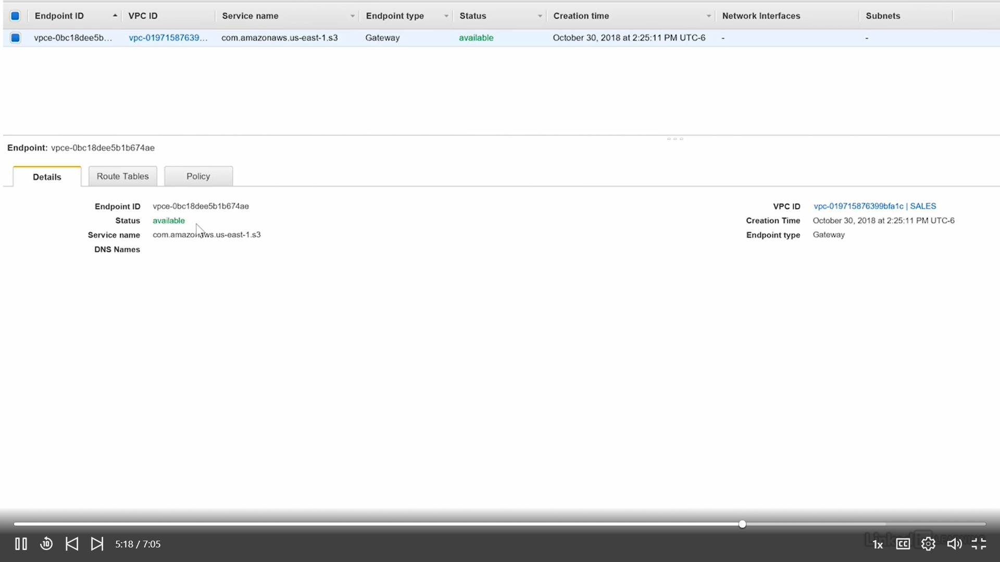 Endpoint ID VPC ID Service name Endpoint type Status Creation time Network Interfaces Subnets
vpce-0bc18dee5b... vpc-01971587639... com.amazonaws.us-east-1.s3 Gateway available October 30, 2018 at 2:25:11 PM UTC-6 - -
Endpoint: vpce-0bc18dee5b1b674ae
Details Route Tables Policy
Endpoint ID vpce-0bc18dee5b1b674ae VPC ID vpc-019715876399bfa1c | SALES
Status available Creation Time October 30, 2018 at 2:25:11 PM UTC-6
Service name com.amazonaws.us-east-1.s3 Endpoint type Gateway
DNS Names
10 5:18 / 7:05 1x CC
Linked in LEARNING